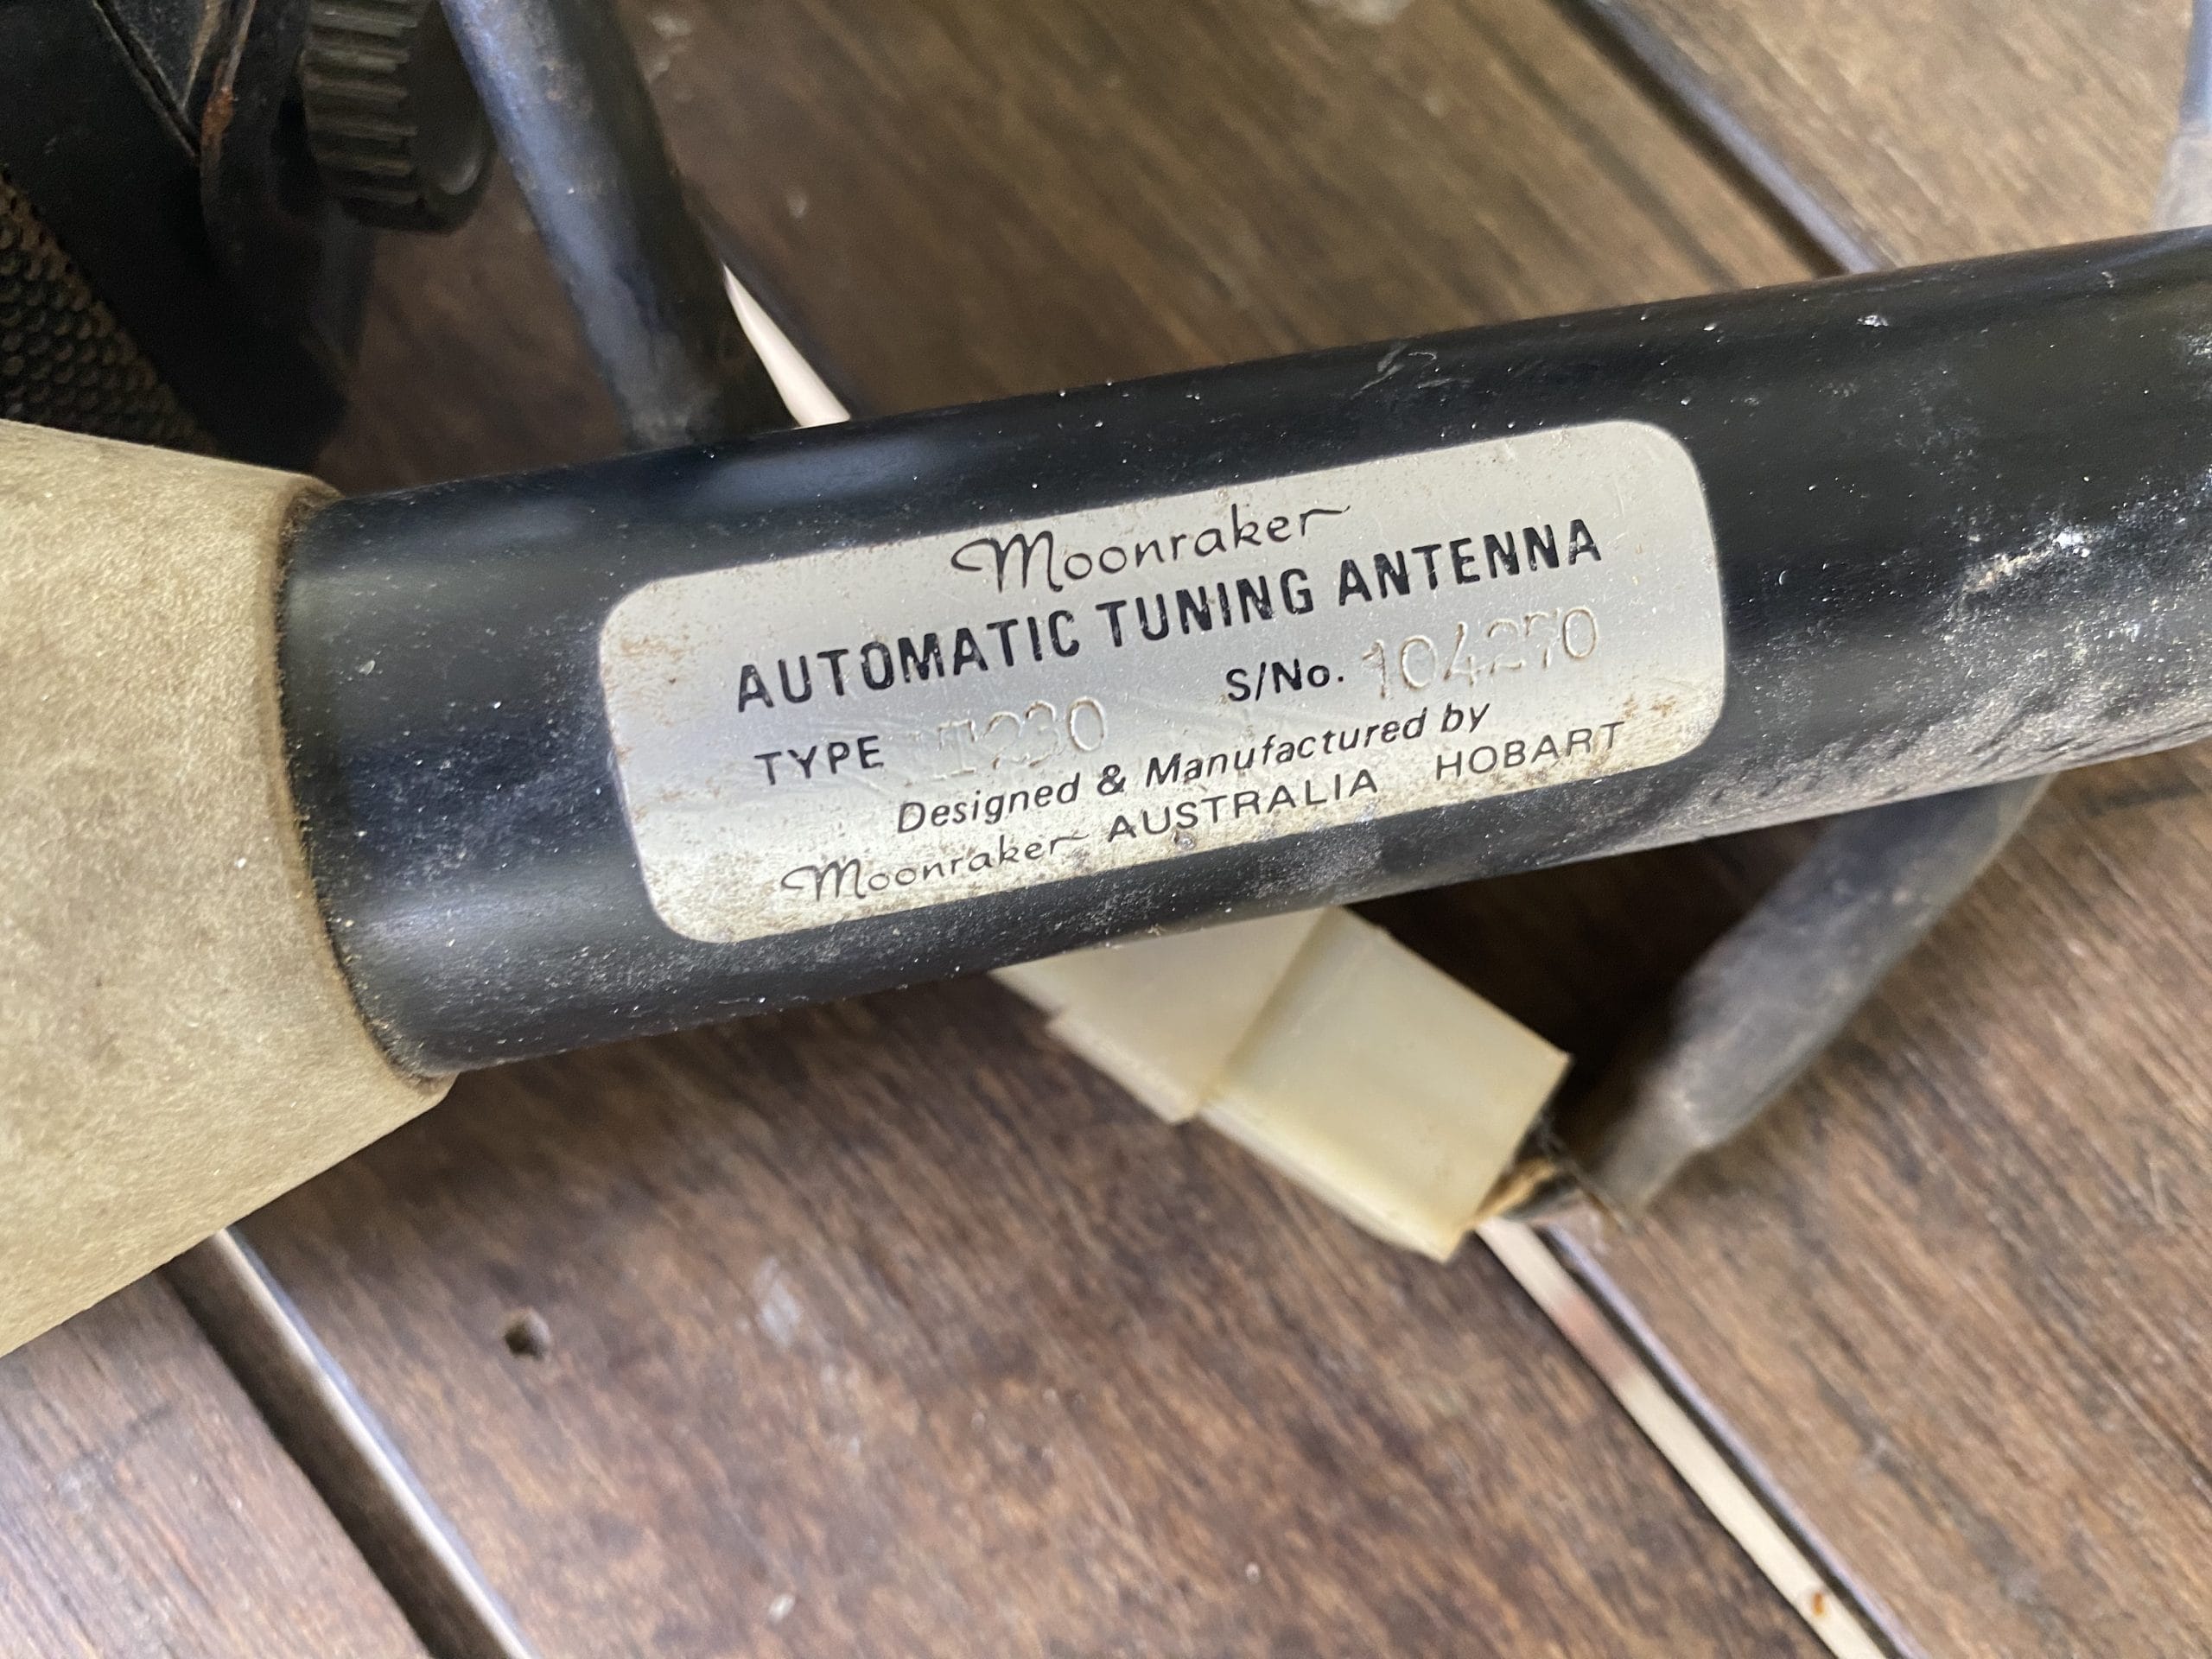 Moonraker
AUTOMATIC TUNING ANTENNA
TYPE S/No. 104270
Designed & Manufactured by
Moonraker AUSTRALIA HOBART